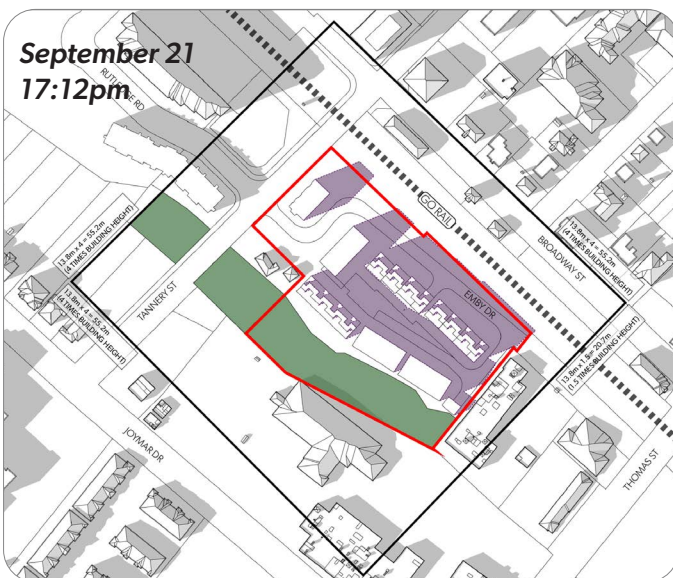 September 21
17:12pm
RUTLEDGE RD
GO RAIL
13.8m x 4 = 55.2m
(4 TIMES BUILDING HEIGHT)
13.8m x 4 = 55.2m
(4 TIMES BUILDING HEIGHT)
BROADWAY ST
13.8m x 4 = 55.2m
(4 TIMES BUILDING HEIGHT)
TANNERY ST
EMBY DR
13.8m x 1.5= 20.7m
(1.5 TIMES BUILDING HEIGHT)
JOYMAR DR
THOMAS ST